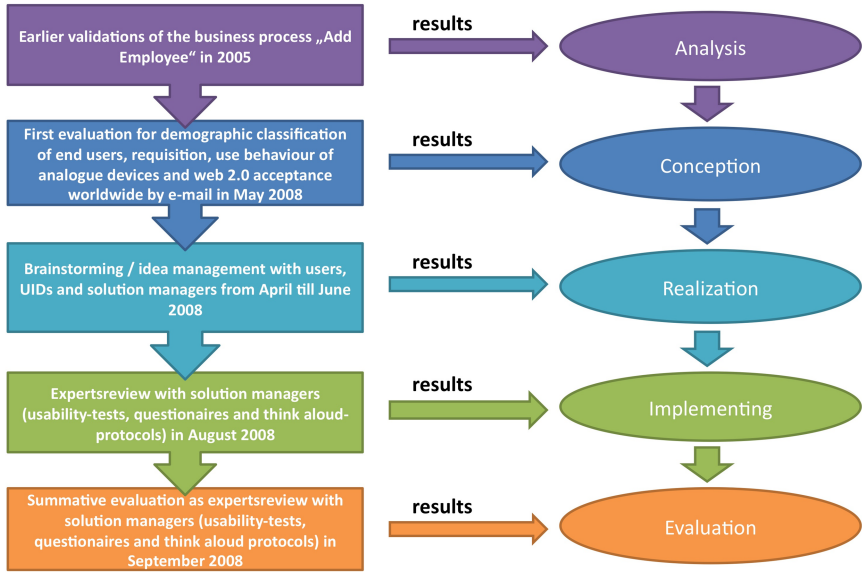 Earlier validations of the business process „Add
Employee“ in 2005
results
Analysis
First evaluation for demographic classification
of end users, requisition, use behaviour of
analogue devices and web 2.0 acceptance
worldwide by e-mail in May 2008
results
Conception
Brainstorming / idea management with users,
UIDs and solution managers from April till June
2008
results
Realization
Expertsreview with solution managers
(usability-tests, questionaires and think aloud-
protocols) in August 2008
results
Implementing
Summative evaluation as expertsreview with
solution managers (usability-tests,
questionaires and think aloud protocols) in
September 2008
results
Evaluation